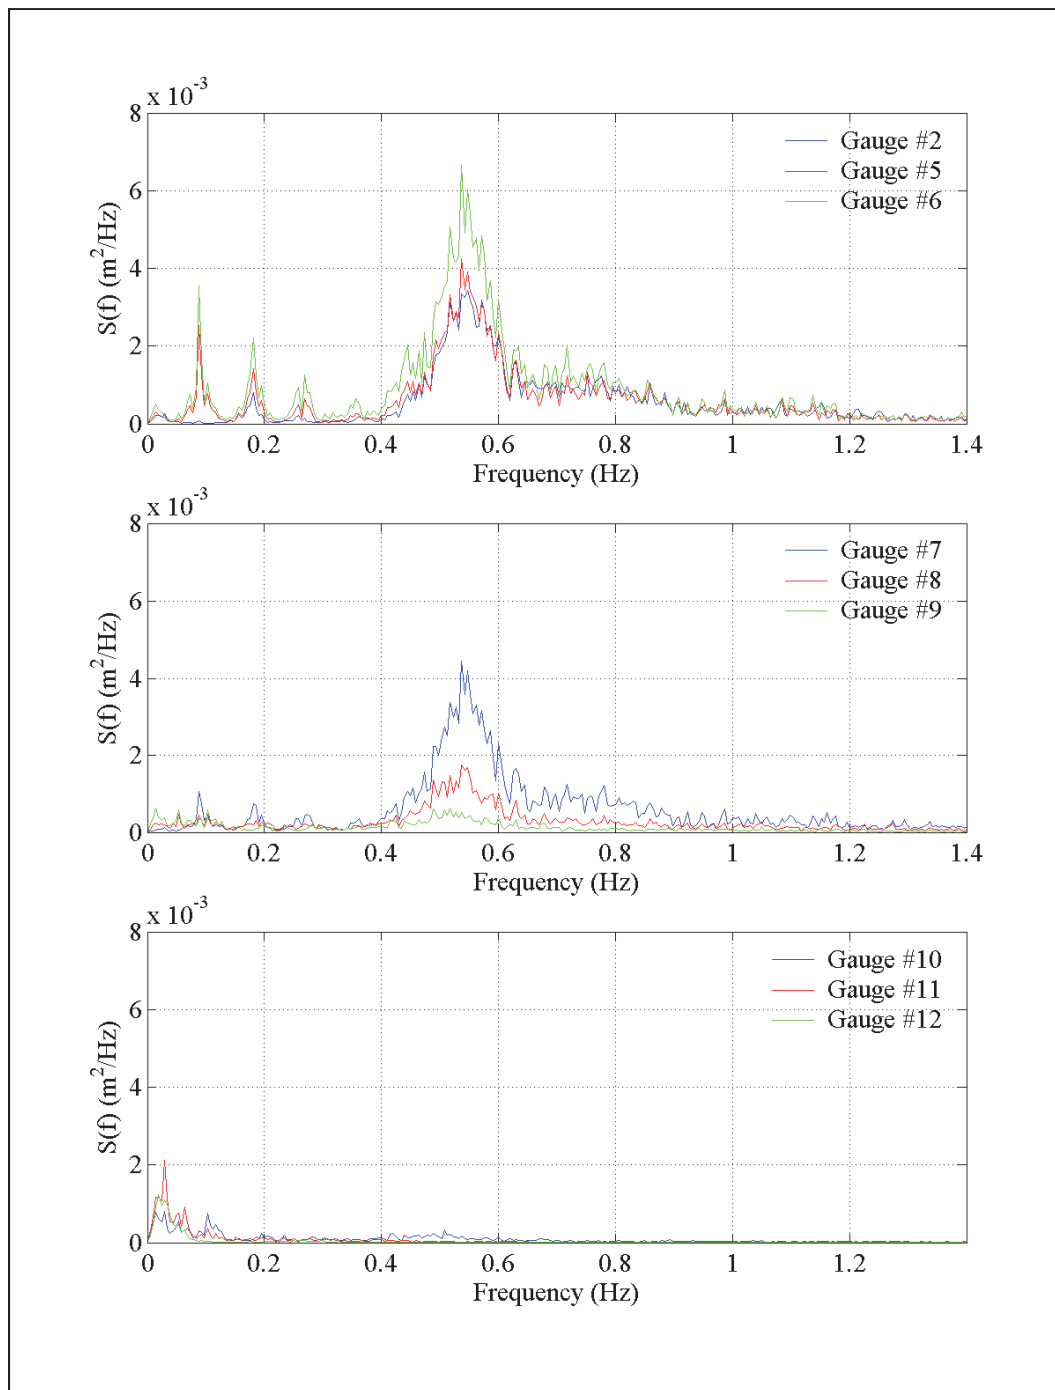 x 10^-3
8
6
4
2
0
S(f) (m^2/Hz)
Gauge #2
Gauge #5
Gauge #6
0 0.2 0.4 0.6 0.8 1 1.2 1.4
Frequency (Hz)
x 10^-3
8
6
4
2
0
S(f) (m^2/Hz)
Gauge #7
Gauge #8
Gauge #9
0 0.2 0.4 0.6 0.8 1 1.2 1.4
Frequency (Hz)
x 10^-3
8
6
4
2
0
S(f) (m^2/Hz)
Gauge #10
Gauge #11
Gauge #12
0 0.2 0.4 0.6 0.8 1 1.2
Frequency (Hz)